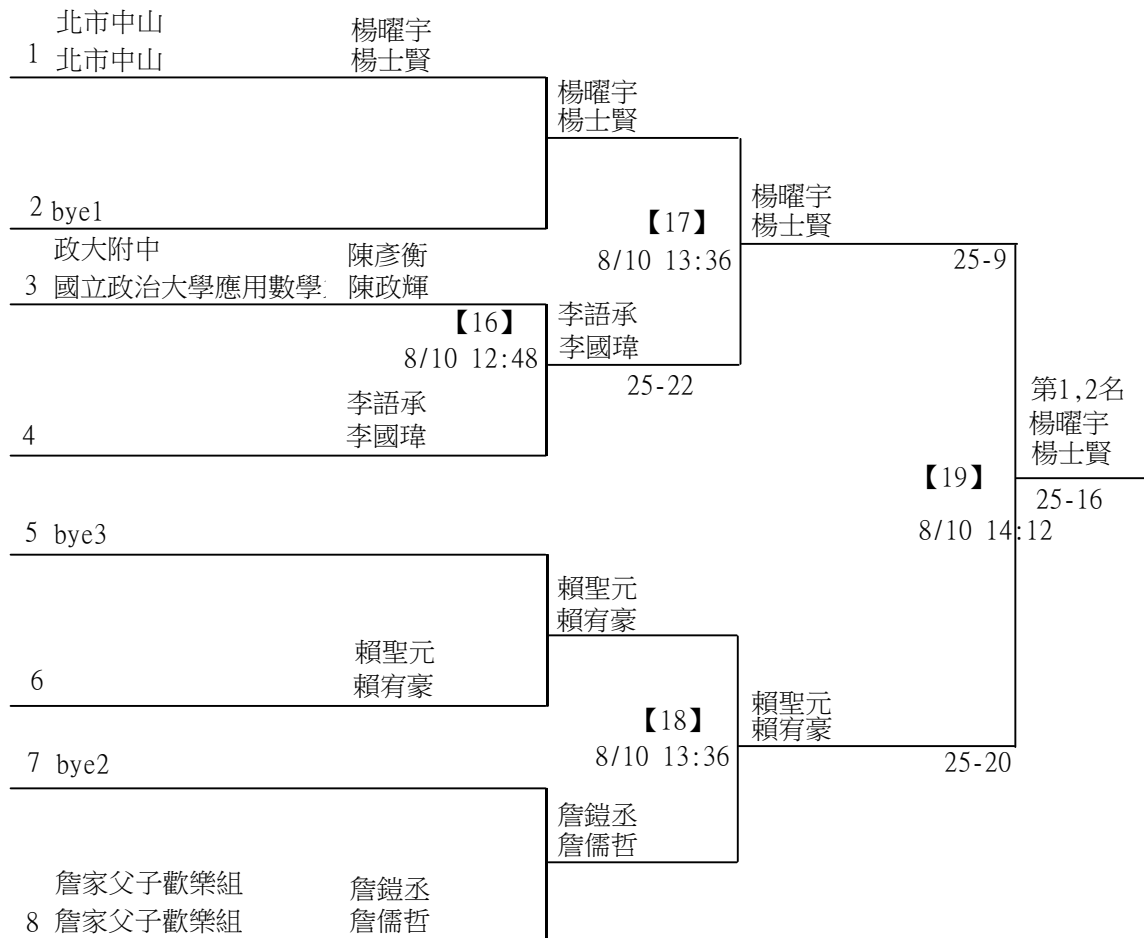 北市中山 楊曜宇
1 北市中山 楊士賢
楊曜宇
楊士賢
2 bye1
【17】
8/10 13:36
楊曜宇
楊士賢
25-9
政大附中 陳彥衡
3 國立政治大學應用數學 陳政輝
【16】
8/10 12:48
李語承
李國瑋
25-22
李語承
4 李國瑋
第1,2名
楊曜宇
楊士賢
【19】
25-16
8/10 14:12
5 bye3
賴聖元
賴宥豪
賴聖元
6 賴宥豪
【18】
8/10 13:36
賴聖元
賴宥豪
25-20
7 bye2
詹鎧丞
詹儒哲
詹家父子歡樂組 詹鎧丞
8 詹家父子歡樂組 詹儒哲